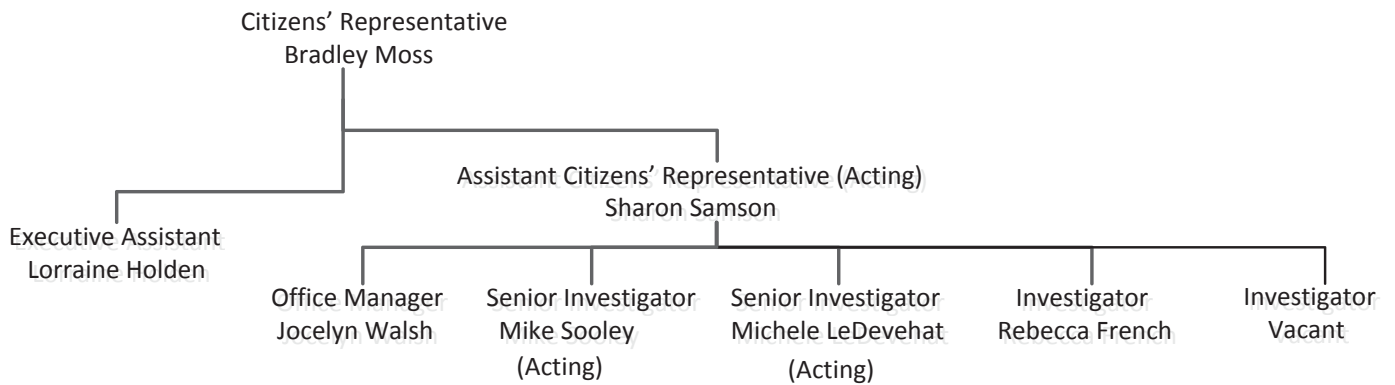 Citizens’ Representative
Bradley Moss
Assistant Citizens’ Representative (Acting)
Sharon Samson
Executive Assistant
Lorraine Holden
Office Manager
Jocelyn Walsh
Senior Investigator
Mike Sooley
(Acting)
Senior Investigator
Michele LeDevehat
(Acting)
Investigator
Rebecca French
Investigator
Vacant